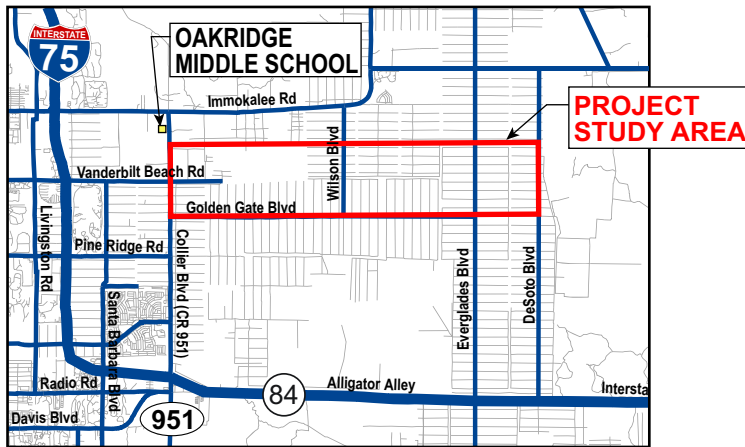 INTERSTATE
75
OAKRIDGE
MIDDLE SCHOOL
Immokalee Rd
PROJECT
STUDY AREA
Wilson Blvd
Vanderbilt Beach Rd
Golden Gate Blvd
Livingston Rd
Pine Ridge Rd
Collier Blvd (CR 951)
Everglades Blvd
DeSoto Blvd
Santa Barbara Blvd
Radio Rd
84
Alligator Alley
Intersta
Davis Blvd
951